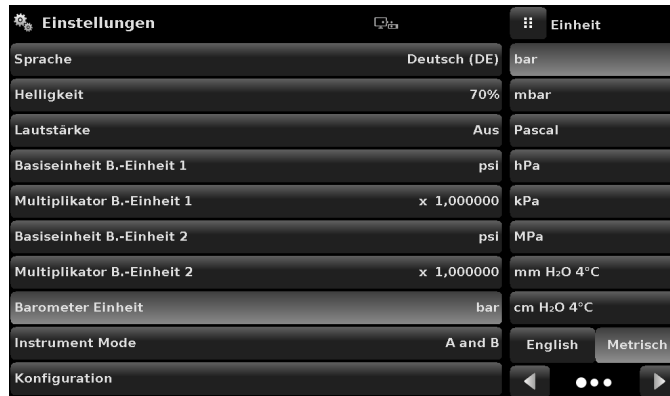 Einstellungen
Sprache Deutsch (DE)
Helligkeit 70%
Lautstärke Aus
Basiseinheit B.-Einheit 1 psi
Multiplikator B.-Einheit 1 x 1,000000
Basiseinheit B.-Einheit 2 psi
Multiplikator B.-Einheit 2 x 1,000000
Barometer Einheit bar
Instrument Mode A and B
Konfiguration
Einheit
bar
mbar
Pascal
hPa
kPa
MPa
mm H₂O 4°C
cm H₂O 4°C
English Metrisch